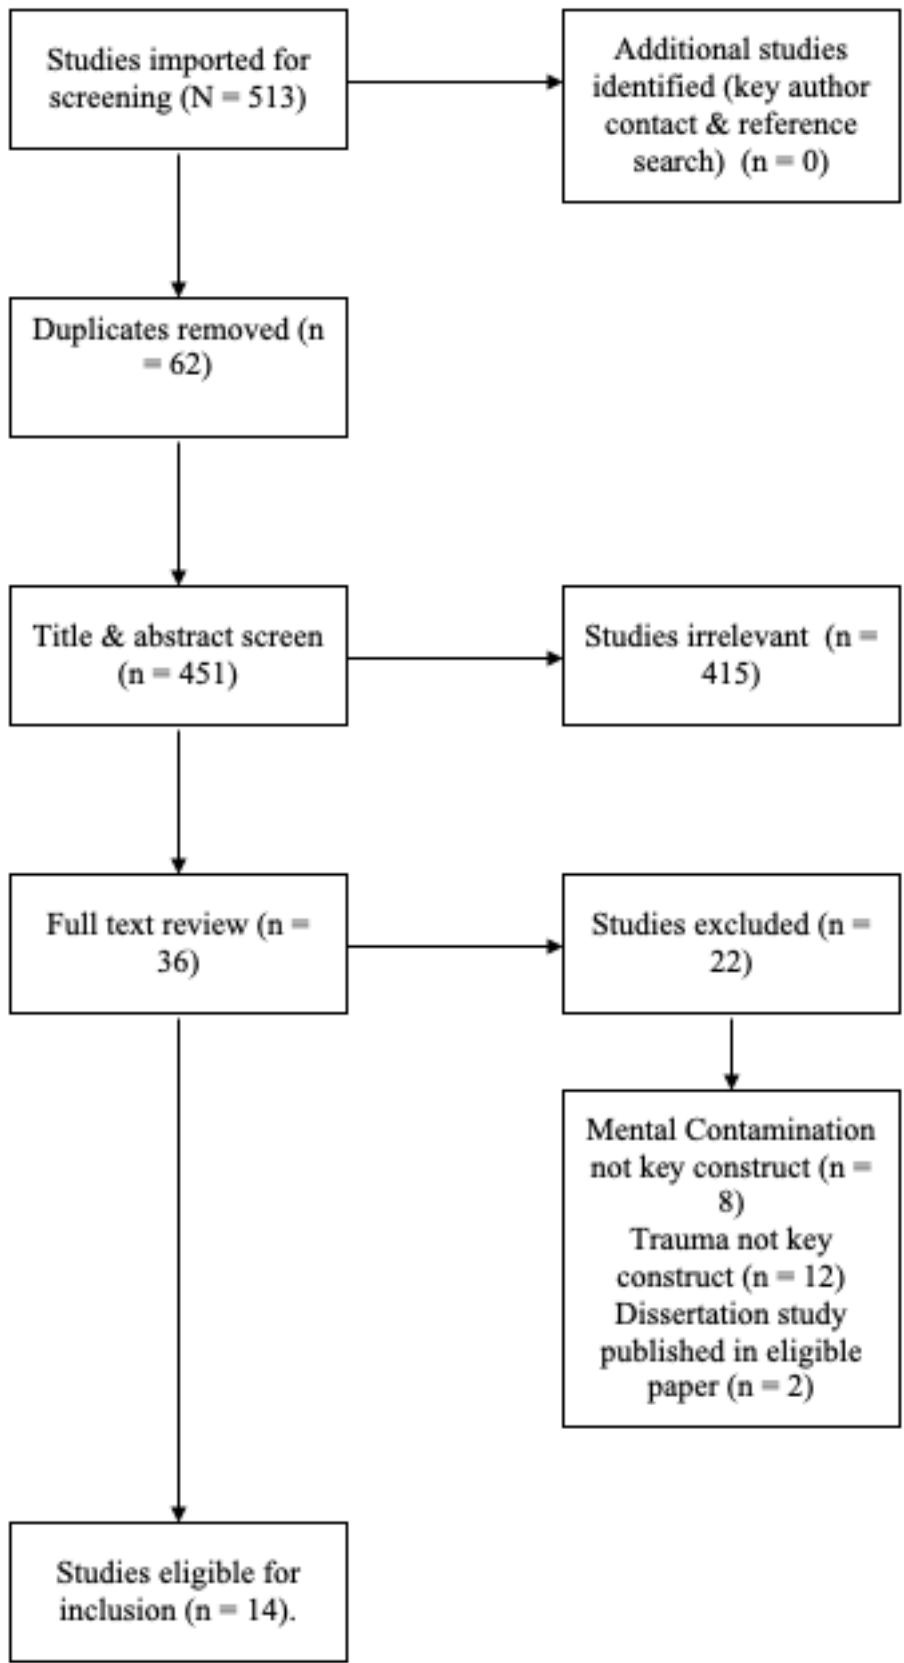 Studies imported for
screening (N = 513)
Additional studies
identified (key author
contact & reference
search)  (n = 0)
Duplicates removed (n
= 62)
Title & abstract screen
(n = 451)
Studies irrelevant  (n =
415)
Full text review (n =
36)
Studies excluded (n =
22)
Mental Contamination
not key construct (n =
8)
Trauma not key
construct (n = 12)
Dissertation study
published in eligible
paper (n = 2)
Studies eligible for
inclusion (n = 14).